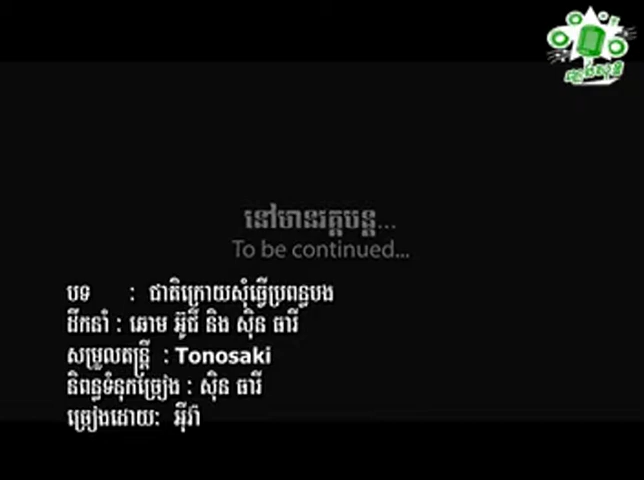 នៅមានវគ្គបន្ត...
To be continued...
បទ : ជាតិក្រោយសុំធ្វើប្រពន្ធបង
ដឹកនាំ : ឆោម អ៊ូជី និង ស៊ិន ធារី
សម្រួលតន្ត្រី : Tonosaki
និពន្ធទំនុកច្រៀង : ស៊ិន ធារី
ច្រៀងដោយ: អ៊ីវ៉ា